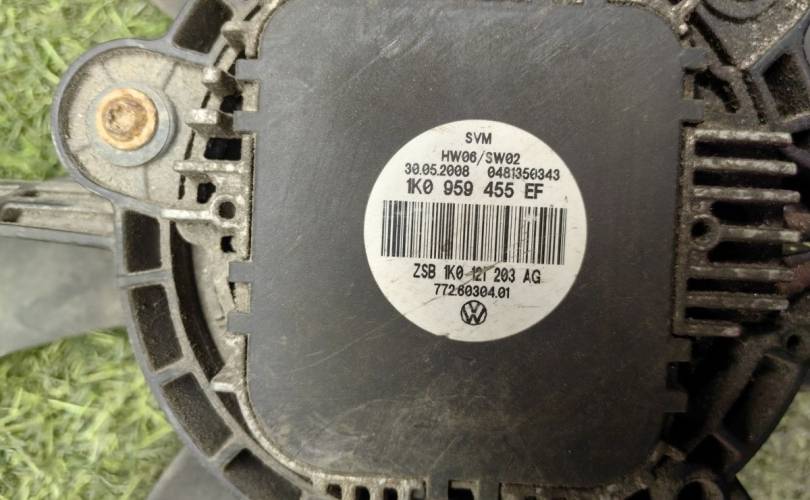 SVM
HW06/SW02
30.05.2008 0481350343
1K0 959 455 EF
ZSB 1K0 121 203 AG
772.60304.01